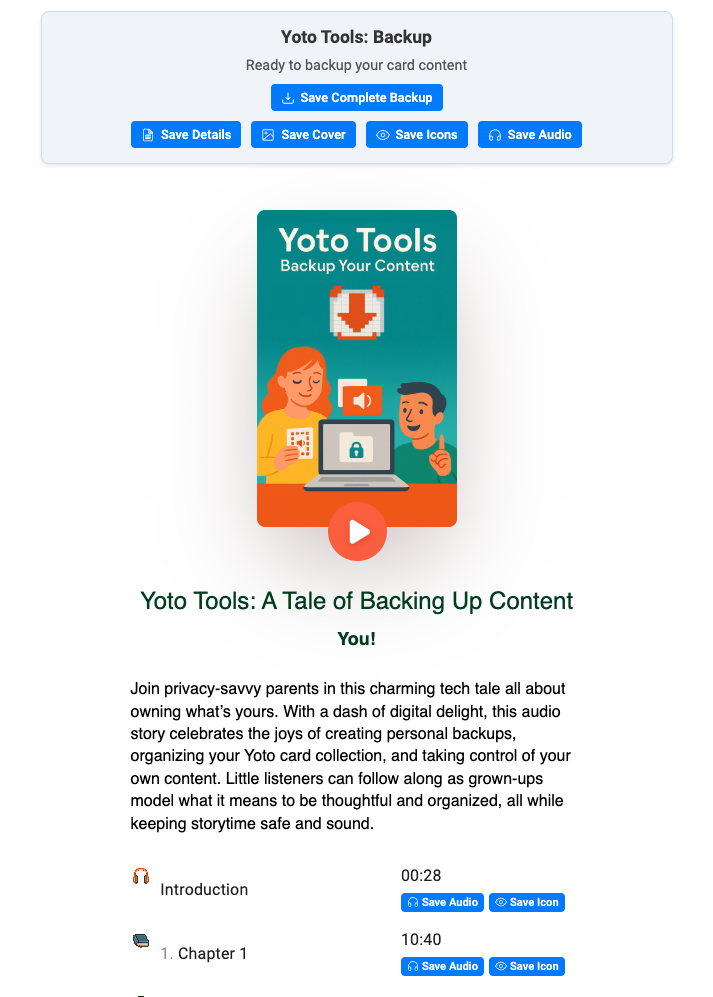 Yoto Tools: Backup
Ready to backup your card content
Save Complete Backup
Save Details Save Cover Save Icons Save Audio
Yoto Tools
Backup Your Content
Yoto Tools: A Tale of Backing Up Content
You!
Join privacy-savvy parents in this charming tech tale all about
owning what’s yours. With a dash of digital delight, this audio
story celebrates the joys of creating personal backups,
organizing your Yoto card collection, and taking control of your
own content. Little listeners can follow along as grown-ups
model what it means to be thoughtful and organized, all while
keeping storytime safe and sound.
Introduction
00:28
Save Audio Save Icon
1. Chapter 1
10:40
Save Audio Save Icon